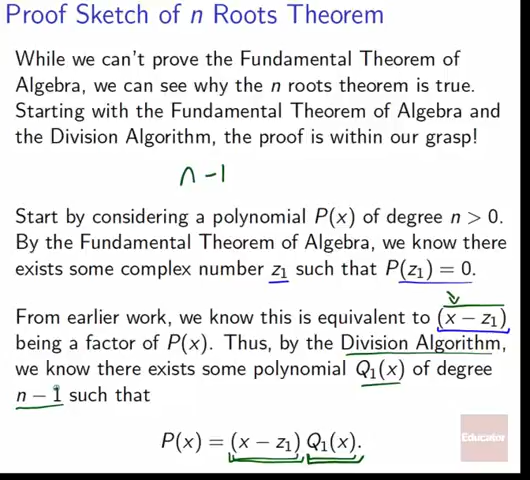 Proof Sketch of n Roots Theorem
While we can't prove the Fundamental Theorem of
Algebra, we can see why the n roots theorem is true.
Starting with the Fundamental Theorem of Algebra and
the Division Algorithm, the proof is within our grasp!
n - 1
Start by considering a polynomial P(x) of degree n > 0.
By the Fundamental Theorem of Algebra, we know there
exists some complex number z₁ such that P(z₁) = 0.
From earlier work, we know this is equivalent to (x − z₁)
being a factor of P(x). Thus, by the Division Algorithm,
we know there exists some polynomial Q₁(x) of degree
n − 1 such that
P(x) = (x − z₁) Q₁(x).
Educator